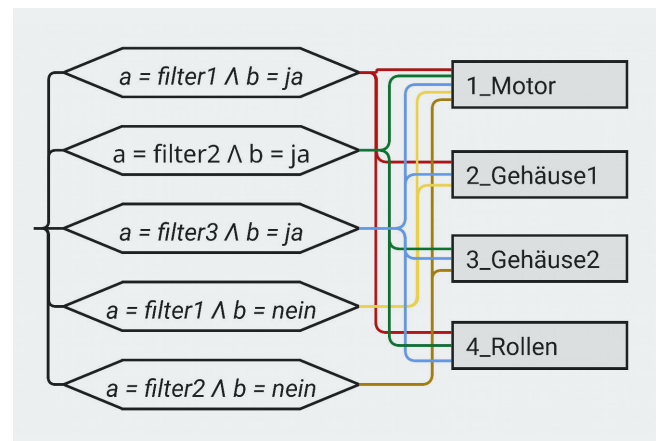 a = filter1 Λ b = ja
a = filter2 Λ b = ja
a = filter3 Λ b = ja
a = filter1 Λ b = nein
a = filter2 Λ b = nein
1_Motor
2_Gehäuse1
3_Gehäuse2
4_Rollen